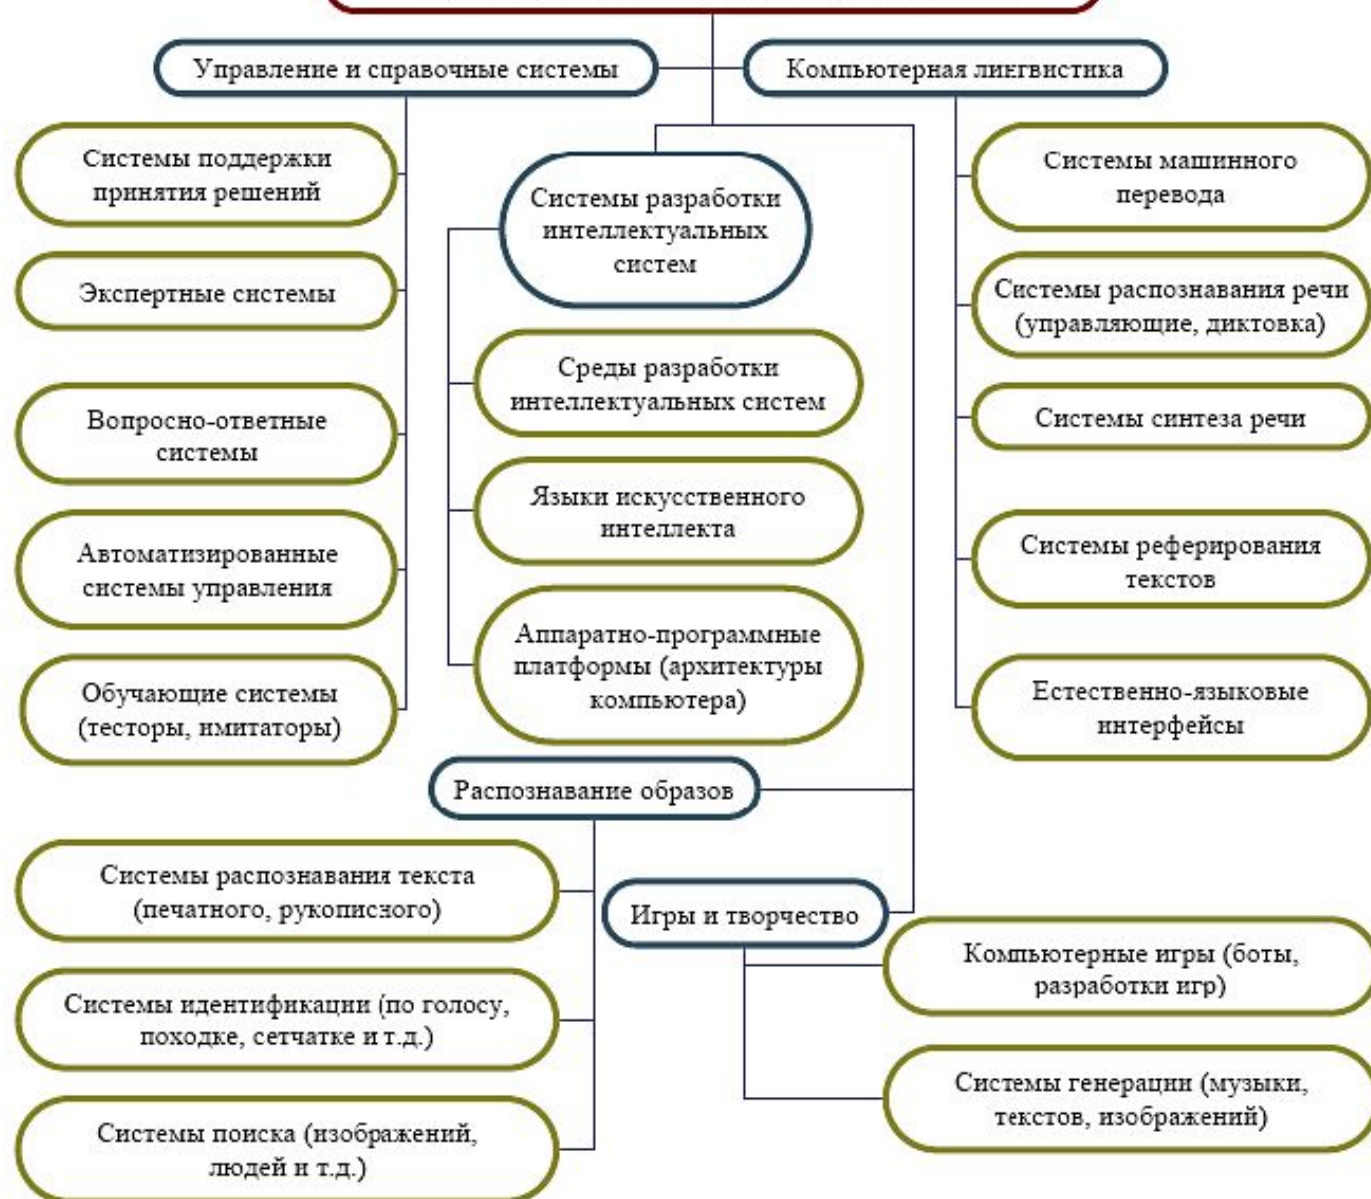 Управление и справочные системы
Компьютерная лингвистика
Системы поддержки
принятия решений
Экспертные системы
Вопросно-ответные
системы
Автоматизированные
системы управления
Обучающие системы
(тесторы, имитаторы)
Системы разработки
интеллектуальных
систем
Среды разработки
интеллектуальных систем
Языки искусственного
интеллекта
Аппаратно-программные
платформы (архитектуры
компьютера)
Системы машинного
перевода
Системы распознавания речи
(управляющие, диктовка)
Системы синтеза речи
Системы реферирования
текстов
Естественно-языковые
интерфейсы
Распознавание образов
Системы распознавания текста
(печатного, рукописного)
Системы идентификации (по голосу,
походке, сетчатке и т.д.)
Системы поиска (изображений,
людей и т.д.)
Игры и творчество
Компьютерные игры (боты,
разработки игр)
Системы генерации (музыки,
текстов, изображений)